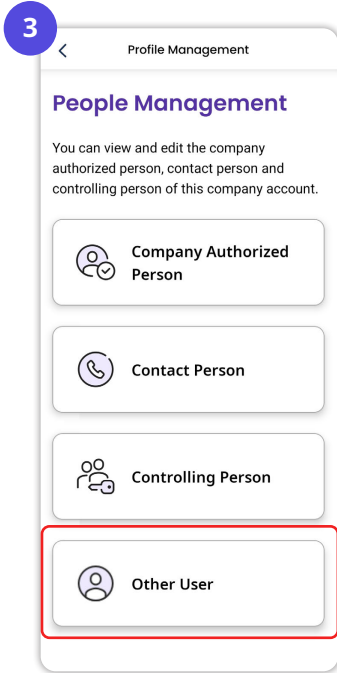 3
Profile Management
People Management
You can view and edit the company
authorized person, contact person and
controlling person of this company account.
Company Authorized
Person
Contact Person
Controlling Person
Other User